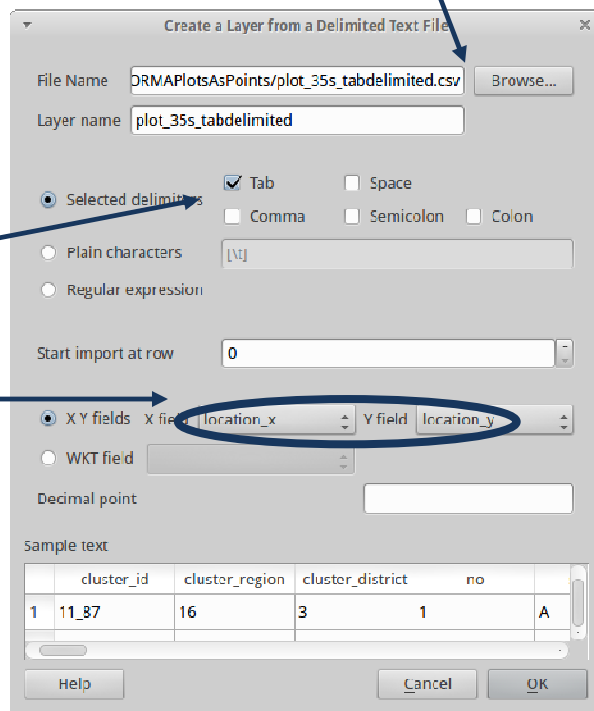 Create a Layer from a Delimited Text File
File Name ORMAPlotsAsPoints/plot_35s_tabdelimited.csv Browse...
Layer name plot_35s_tabdelimited
Tab Space
Selected delimiters
Comma Semicolon Colon
Plain characters [\t]
Regular expression
Start import at row 0
X Y fields X field location_x Y field location_y
WKT field
Decimal point
Sample text
cluster_id cluster_region cluster_district no
1 11_87 16 3 1 A
Help Cancel OK